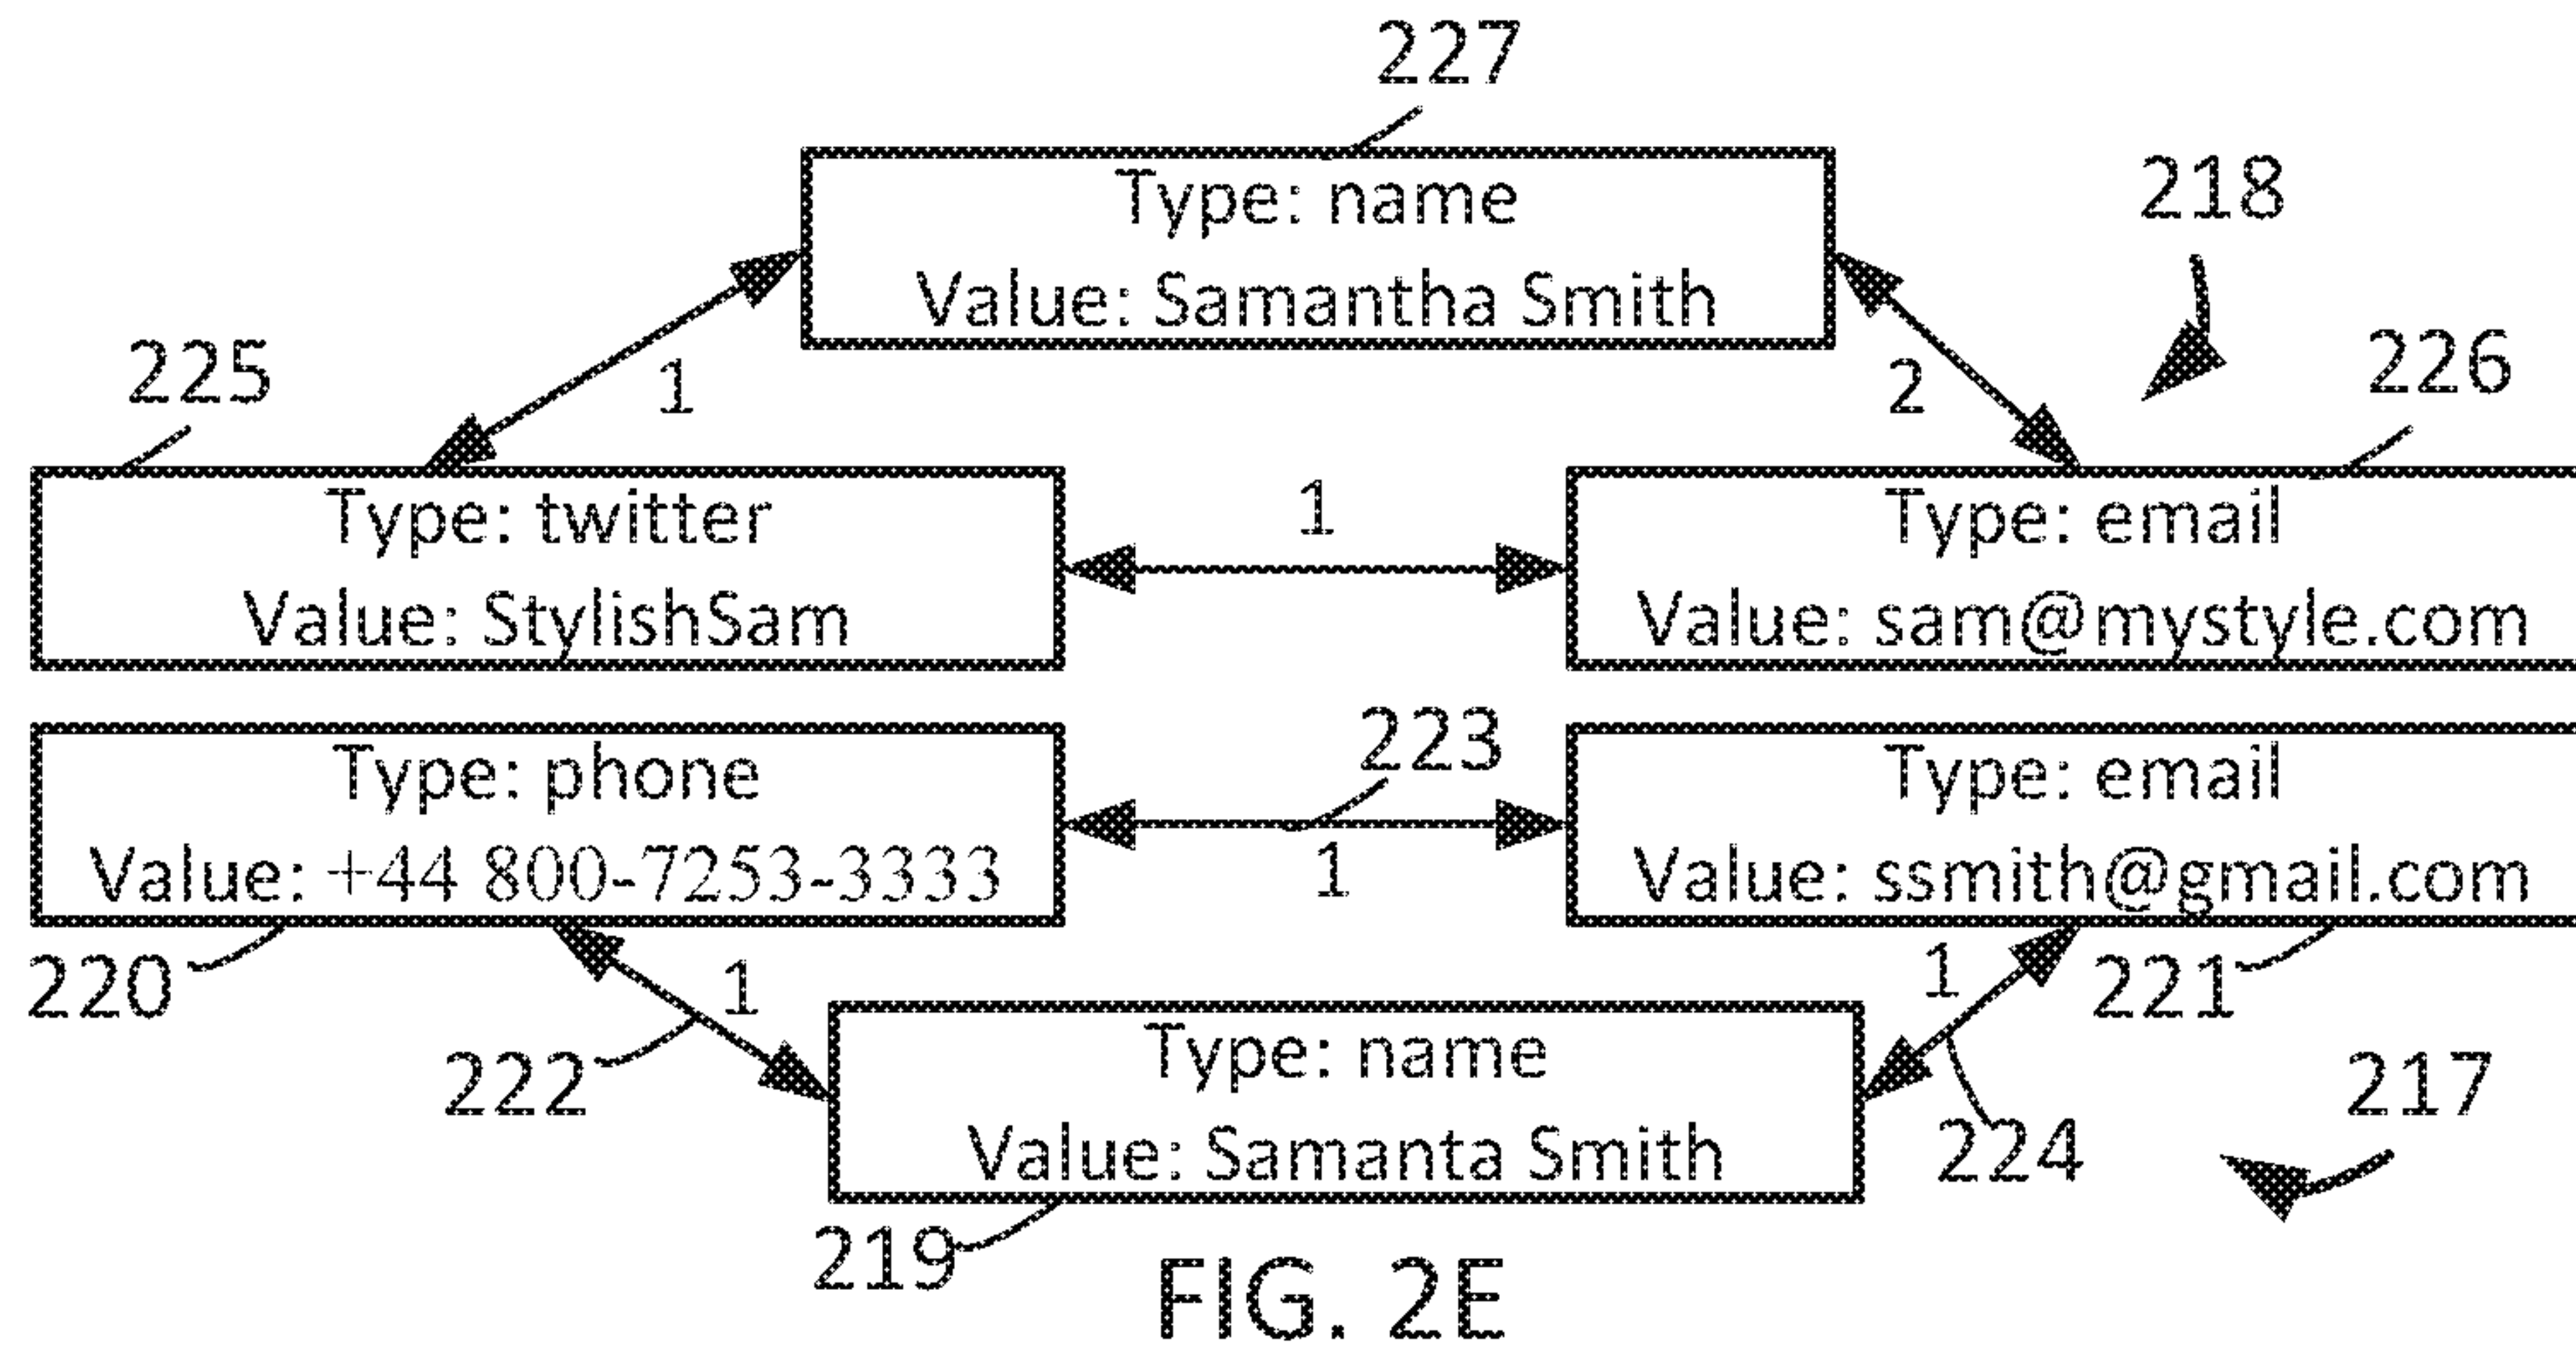 227
Type: name
Value: Samantha Smith
218
225
1
2
226
Type: twitter
Value: StylishSam
1
Type: email
Value: sam@mystyle.com
Type: phone
Value: +44 800-7253-3333
223
1
Type: email
Value: ssmith@gmail.com
220
222
1
1
221
224
217
Type: name
Value: Samanta Smith
219
FIG. 2E